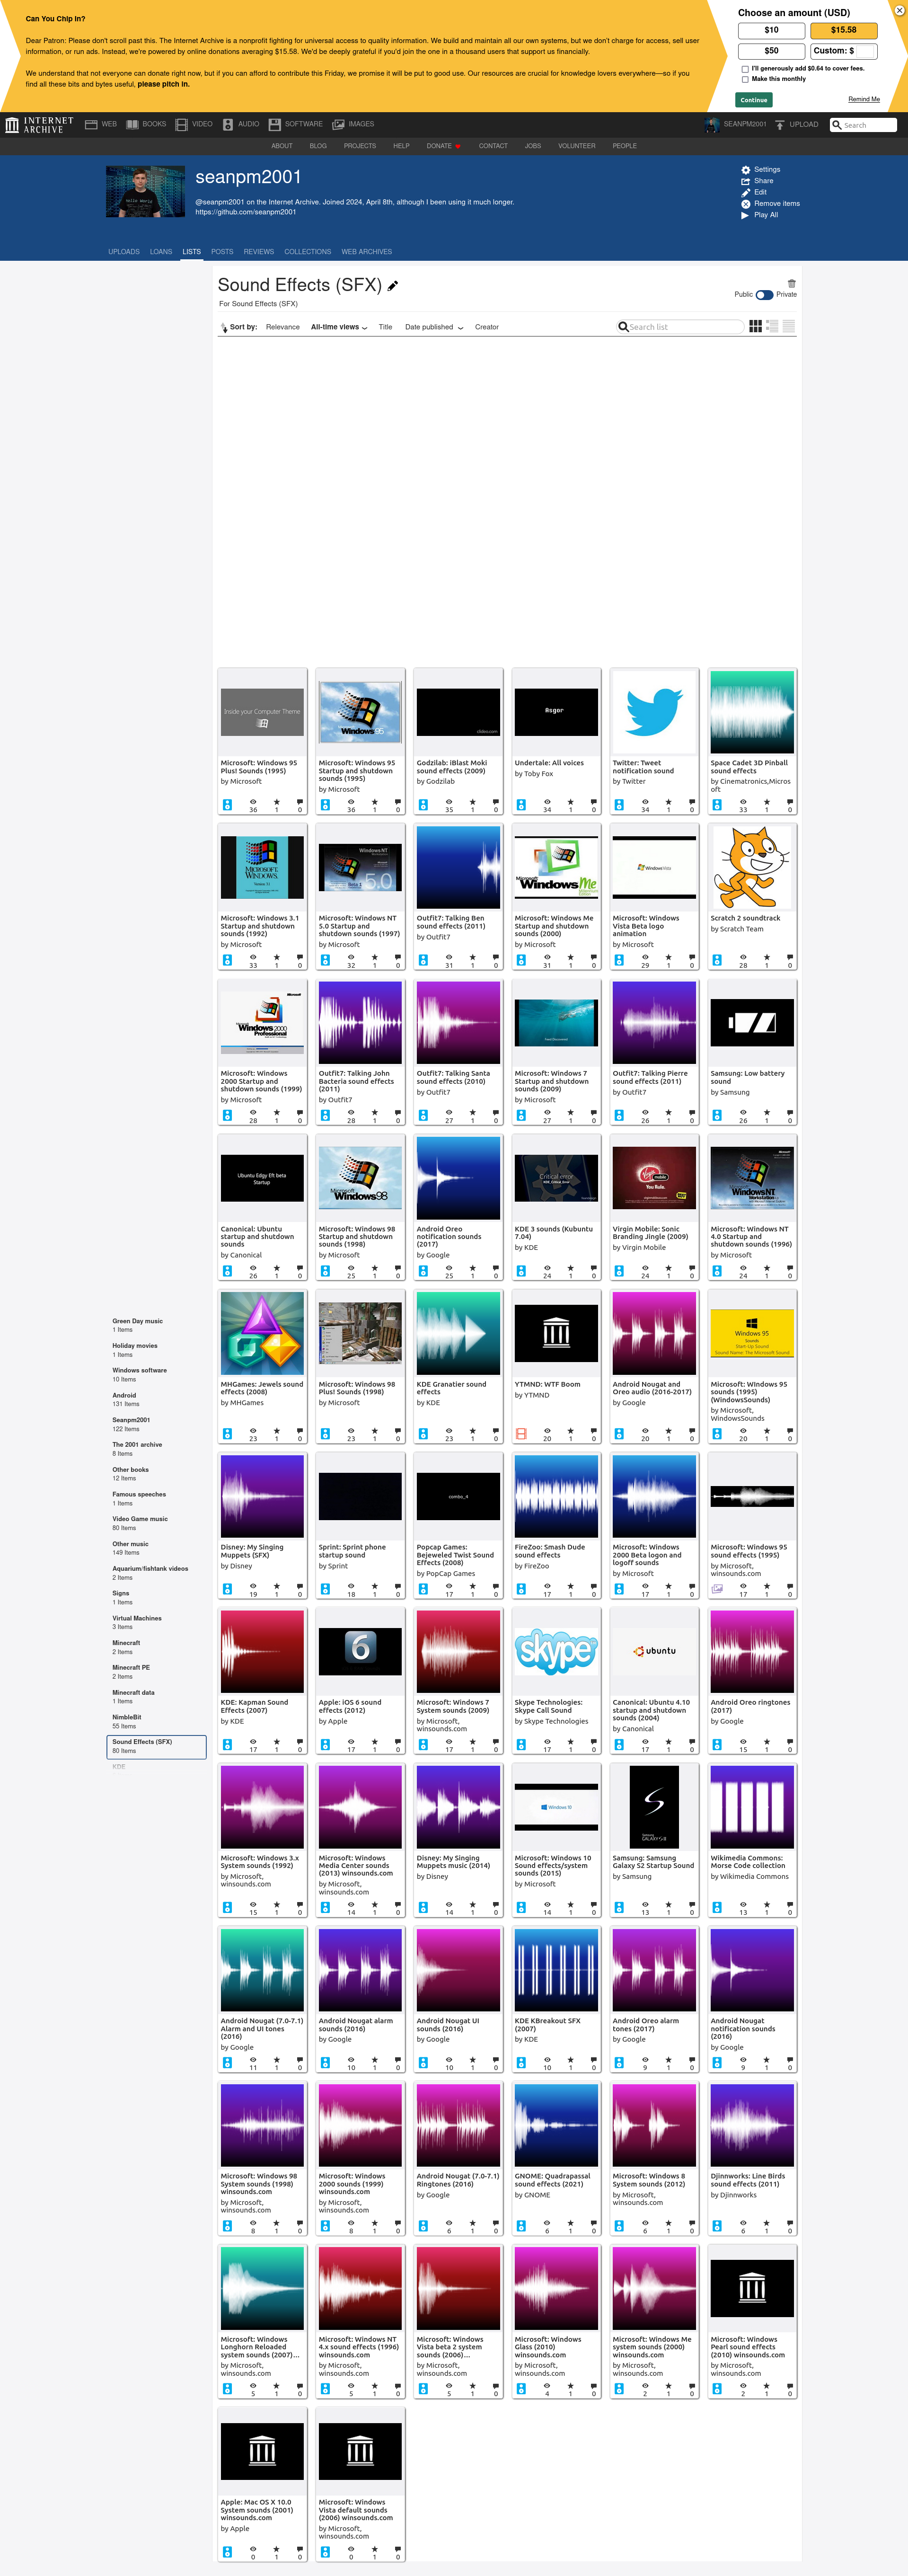 Can You Chip In?
Dear Patron: Please don't scroll past this. The Internet Archive is a nonprofit fighting for universal access to quality information. We build and maintain all our own systems, but we don't charge for access, sell user
information, or run ads. Instead, we're powered by online donations averaging $15.58. We'd be deeply grateful if you'd join the one in a thousand users that support us financially.
We understand that not everyone can donate right now, but if you can afford to contribute this Friday, we promise it will be put to good use. Our resources are crucial for knowledge lovers everywhere—so if you
find all these bits and bytes useful, please pitch in.
Choose an amount (USD)
$10 $15.58
$50 Custom: $
I'll generously add $0.64 to cover fees.
Make this monthly
Continue Remind Me
INTERNET ARCHIVE WEB BOOKS VIDEO AUDIO SOFTWARE IMAGES SEANPM2001 UPLOAD Search
ABOUT BLOG PROJECTS HELP DONATE CONTACT JOBS VOLUNTEER PEOPLE
seanpm2001
@seanpm2001 on the Internet Archive. Joined 2024, April 8th, although I been using it much longer.
https://github.com/seanpm2001
Settings
Share
Edit
Remove items
Play All
UPLOADS LOANS LISTS POSTS REVIEWS COLLECTIONS WEB ARCHIVES
Sound Effects (SFX)
For Sound Effects (SFX)
Public Private
Sort by: Relevance All-time views Title Date published Creator Search list
Green Day music
1 Items
Holiday movies
1 Items
Windows software
10 Items
Android
131 Items
Seanpm2001
122 Items
The 2001 archive
8 Items
Other books
12 Items
Famous speeches
1 Items
Video Game music
80 Items
Other music
149 Items
Aquarium/fishtank videos
2 Items
Signs
1 Items
Virtual Machines
3 Items
Minecraft
2 Items
Minecraft PE
2 Items
Minecraft data
1 Items
NimbleBit
55 Items
Sound Effects (SFX)
80 Items
KDE
Inside your Computer Theme
Microsoft: Windows 95
Plus! Sounds (1995)
by Microsoft
36 1 0
Windows 95
Microsoft: Windows 95
Startup and shutdown
sounds (1995)
by Microsoft
36 1 0
Godzilab: iBlast Moki
sound effects (2009)
by Godzilab
35 1 0
Asgor
Undertale: All voices
by Toby Fox
34 1 0
Twitter: Tweet
notification sound
by Twitter
34 1 0
Space Cadet 3D Pinball
sound effects
by Cinematronics,Micros
oft
33 1 0
MICROSOFT
WINDOWS
Version 3.1
Microsoft: Windows 3.1
Startup and shutdown
sounds (1992)
by Microsoft
33 1 0
Windows NT
5.0
Microsoft: Windows NT
5.0 Startup and
shutdown sounds (1997)
by Microsoft
32 1 0
Outfit7: Talking Ben
sound effects (2011)
by Outfit7
31 1 0
Windows Me
Microsoft: Windows Me
Startup and shutdown
sounds (2000)
by Microsoft
31 1 0
Windows Vista
Microsoft: Windows
Vista Beta logo
animation
by Microsoft
29 1 0
Scratch 2 soundtrack
by Scratch Team
28 1 0
Windows 2000
Professional
Microsoft: Windows
2000 Startup and
shutdown sounds (1999)
by Microsoft
28 1 0
Outfit7: Talking John
Bacteria sound effects
(2011)
by Outfit7
28 1 0
Outfit7: Talking Santa
sound effects (2010)
by Outfit7
27 1 0
Microsoft: Windows 7
Startup and shutdown
sounds (2009)
by Microsoft
27 1 0
Outfit7: Talking Pierre
sound effects (2011)
by Outfit7
26 1 0
Samsung: Low battery
sound
by Samsung
26 1 0
Ubuntu Edgy Eft beta
Startup
Canonical: Ubuntu
startup and shutdown
sounds
by Canonical
26 1 0
Windows98
Microsoft: Windows 98
Startup and shutdown
sounds (1998)
by Microsoft
25 1 0
Android Oreo
notification sounds
(2017)
by Google
25 1 0
Critical error
KDE 3 sounds (Kubuntu
7.04)
by KDE
24 1 0
Virgin mobile
You Rule.
Virgin Mobile: Sonic
Branding Jingle (2009)
by Virgin Mobile
24 1 0
WindowsNT
Microsoft: Windows NT
4.0 Startup and
shutdown sounds (1996)
by Microsoft
24 1 0
MHGames: Jewels sound
effects (2008)
by MHGames
23 1 0
Microsoft: Windows 98
Plus! Sounds (1998)
by Microsoft
23 1 0
KDE Granatier sound
effects
by KDE
23 1 0
YTMND: WTF Boom
by YTMND
20 1 0
Android Nougat and
Oreo audio (2016-2017)
by Google
20 1 0
Windows 95
Sounds
Start-Up Sound
Sound Name: The Microsoft Sound
Microsoft: WIndows 95
sounds (1995)
(WindowsSounds)
by Microsoft,
WindowsSounds
20 1 0
Disney: My Singing
Muppets (SFX)
by Disney
19 1 0
Sprint: Sprint phone
startup sound
by Sprint
18 1 0
combo_4
Popcap Games:
Bejeweled Twist Sound
Effects (2008)
by PopCap Games
17 1 0
FireZoo: Smash Dude
sound effects
by FireZoo
17 1 0
Microsoft: Windows
2000 Beta logon and
logoff sounds
by Microsoft
17 1 0
Microsoft: Windows 95
sound effects (1995)
by Microsoft,
winsounds.com
17 1 0
KDE: Kapman Sound
Effects (2007)
by KDE
17 1 0
6
Apple: iOS 6 sound
effects (2012)
by Apple
17 1 0
Microsoft: Windows 7
System sounds (2009)
by Microsoft,
winsounds.com
17 1 0
skype
Skype Technologies:
Skype Call Sound
by Skype Technologies
17 1 0
ubuntu
Canonical: Ubuntu 4.10
startup and shutdown
sounds (2004)
by Canonical
17 1 0
Android Oreo ringtones
(2017)
by Google
15 1 0
Microsoft: Windows 3.x
System sounds (1992)
by Microsoft,
winsounds.com
15 1 0
Microsoft: Windows
Media Center sounds
(2013) winsounds.com
by Microsoft,
winsounds.com
14 1 0
Disney: My Singing
Muppets music (2014)
by Disney
14 1 0
Windows 10
Microsoft: Windows 10
Sound effects/system
sounds (2015)
by Microsoft
14 1 0
GALAXY S II
Samsung: Samsung
Galaxy S2 Startup Sound
by Samsung
13 1 0
Wikimedia Commons:
Morse Code collection
by Wikimedia Commons
13 1 0
Android Nougat (7.0-7.1)
Alarm and UI tones
(2016)
by Google
11 1 0
Android Nougat alarm
sounds (2016)
by Google
10 1 0
Android Nougat UI
sounds (2016)
by Google
10 1 0
KDE KBreakout SFX
(2007)
by KDE
10 1 0
Android Oreo alarm
tones (2017)
by Google
9 1 0
Android Nougat
notification sounds
(2016)
by Google
9 1 0
Microsoft: Windows 98
System sounds (1998)
winsounds.com
by Microsoft,
winsounds.com
8 1 0
Microsoft: Windows
2000 sounds (1999)
winsounds.com
by Microsoft,
winsounds.com
8 1 0
Android Nougat (7.0-7.1)
Ringtones (2016)
by Google
6 1 0
GNOME: Quadrapassal
sound effects (2021)
by GNOME
6 1 0
Microsoft: Windows 8
System sounds (2012)
by Microsoft,
winsounds.com
6 1 0
Djinnworks: Line Birds
sound effects (2011)
by Djinnworks
6 1 0
Microsoft: Windows
Longhorn Reloaded
system sounds (2007)...
by Microsoft,
winsounds.com
5 1 0
Microsoft: Windows NT
4.x sound effects (1996)
winsounds.com
by Microsoft,
winsounds.com
5 1 0
Microsoft: Windows
Vista beta 2 system
sounds (2006)...
by Microsoft,
winsounds.com
5 1 0
Microsoft: Windows
Glass (2010)
winsounds.com
by Microsoft,
winsounds.com
4 1 0
Microsoft: Windows Me
system sounds (2000)
winsounds.com
by Microsoft,
winsounds.com
2 1 0
Microsoft: Windows
Pearl sound effects
(2010) winsounds.com
by Microsoft,
winsounds.com
2 1 0
Apple: Mac OS X 10.0
System sounds (2001)
winsounds.com
by Apple
0 1 0
Microsoft: Windows
Vista default sounds
(2006) winsounds.com
by Microsoft,
winsounds.com
0 1 0